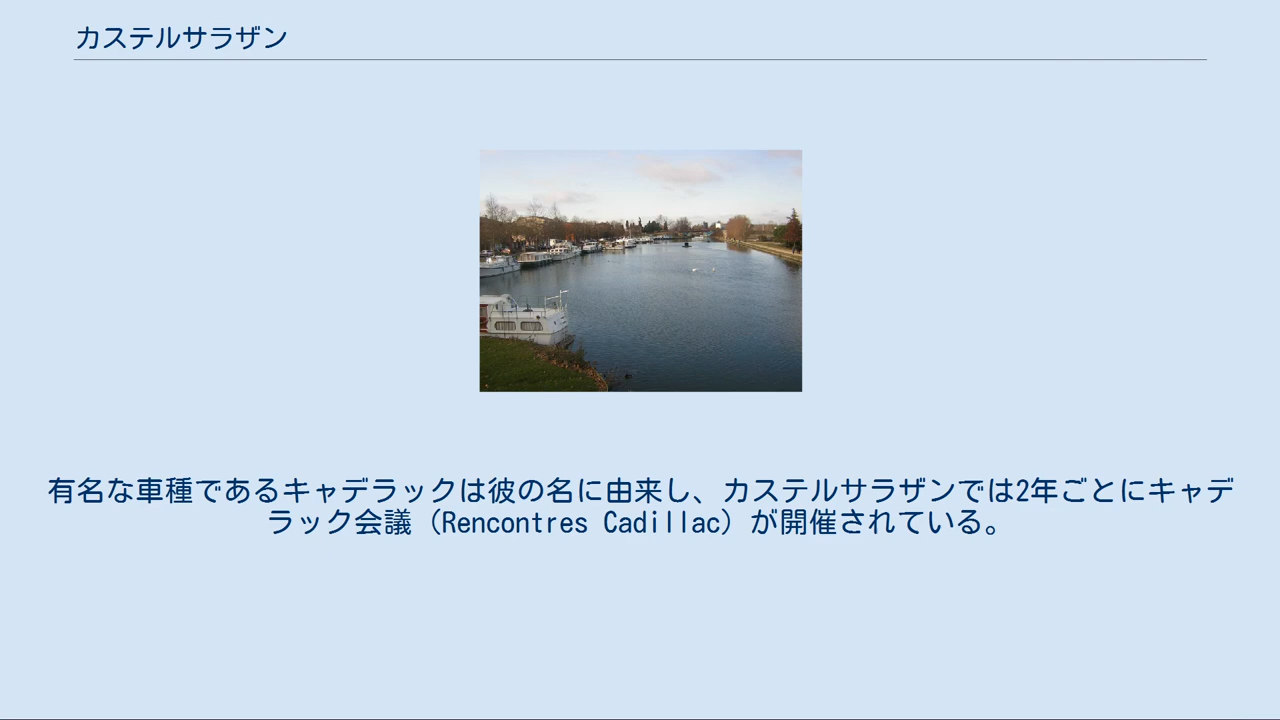 カステルサラザン
有名な車種であるキャデラックは彼の名に由来し、カステルサラザンでは2年ごとにキャデ
ラック会議（Rencontres Cadillac）が開催されている。